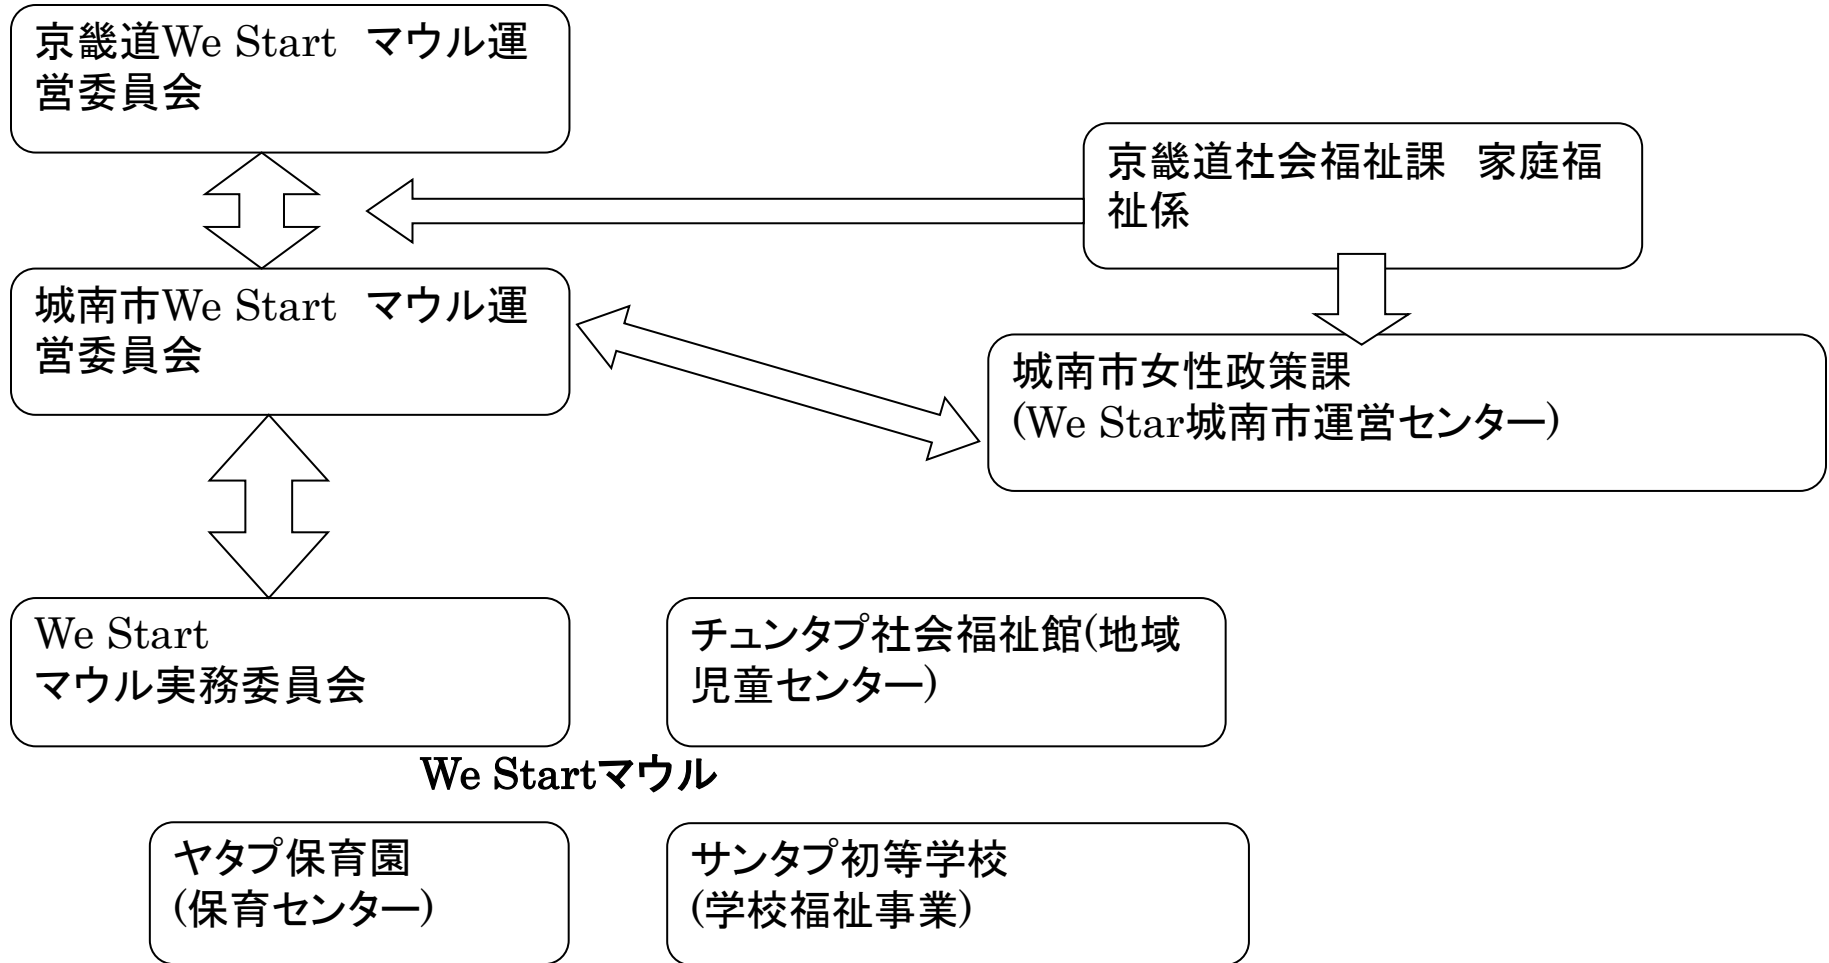 京畿道We Start　マウル運
営委員会
京畿道社会福祉課　家庭福
祉係
城南市We Start　マウル運
営委員会
城南市女性政策課
(We Star城南市運営センター)
We Start
マウル実務委員会
チュンタプ社会福祉館(地域
児童センター)
We Startマウル
ヤタプ保育園
(保育センター)
サンタプ初等学校
(学校福祉事業)